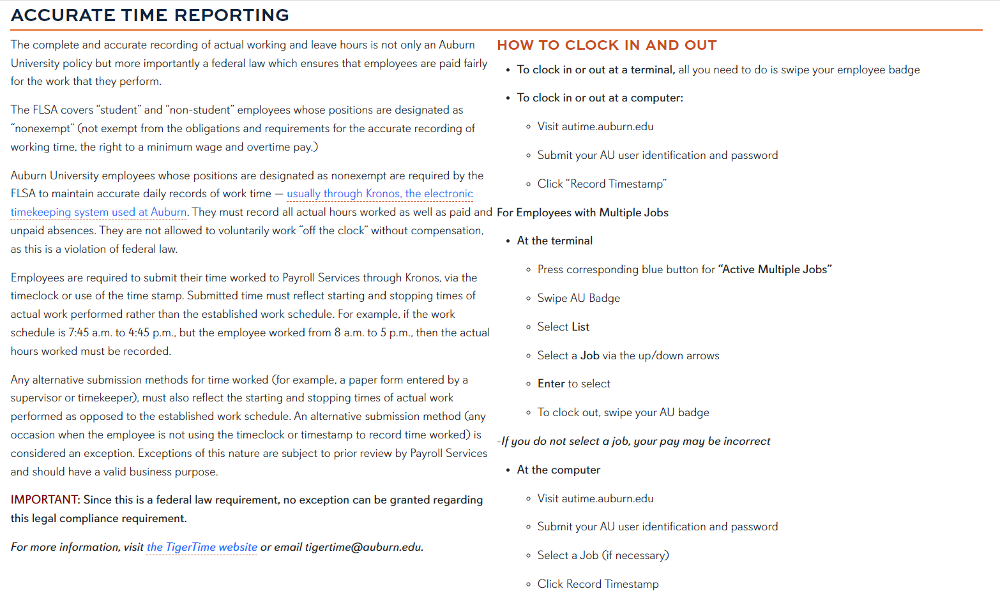 ACCURATE TIME REPORTING
The complete and accurate recording of actual working and leave hours is not only an Auburn
University policy but more importantly a federal law which ensures that employees are paid fairly
for the work that they perform.
The FLSA covers “student” and “non-student” employees whose positions are designated as
“nonexempt” (not exempt from the obligations and requirements for the accurate recording of
working time, the right to a minimum wage and overtime pay.)
Auburn University employees whose positions are designated as nonexempt are required by the
FLSA to maintain accurate daily records of work time — usually through Kronos, the electronic
timekeeping system used at Auburn. They must record all actual hours worked as well as paid and
unpaid absences. They are not allowed to voluntarily work “off the clock” without compensation,
as this is a violation of federal law.
Employees are required to submit their time worked to Payroll Services through Kronos, via the
timeclock or use of the time stamp. Submitted time must reflect starting and stopping times of
actual work performed rather than the established work schedule. For example, if the work
schedule is 7:45 a.m. to 4:45 p.m., but the employee worked from 8 a.m. to 5 p.m., then the actual
hours worked must be recorded.
Any alternative submission methods for time worked (for example, a paper form entered by a
supervisor or timekeeper), must also reflect the starting and stopping times of actual work
performed as opposed to the established work schedule. An alternative submission method (any
occasion when the employee is not using the timeclock or timestamp to record time worked) is
considered an exception. Exceptions of this nature are subject to prior review by Payroll Services
and should have a valid business purpose.
IMPORTANT: Since this is a federal law requirement, no exception can be granted regarding
this legal compliance requirement.
For more information, visit the TigerTime website or email tigertime@auburn.edu.
HOW TO CLOCK IN AND OUT
• To clock in or out at a terminal, all you need to do is swipe your employee badge
• To clock in or out at a computer:
◦ Visit autime.auburn.edu
◦ Submit your AU user identification and password
◦ Click “Record Timestamp”
For Employees with Multiple Jobs
• At the terminal
◦ Press corresponding blue button for “Active Multiple Jobs”
◦ Swipe AU Badge
◦ Select List
◦ Select a Job via the up/down arrows
◦ Enter to select
◦ To clock out, swipe your AU badge
-If you do not select a job, your pay may be incorrect
• At the computer
◦ Visit autime.auburn.edu
◦ Submit your AU user identification and password
◦ Select a Job (if necessary)
◦ Click Record Timestamp